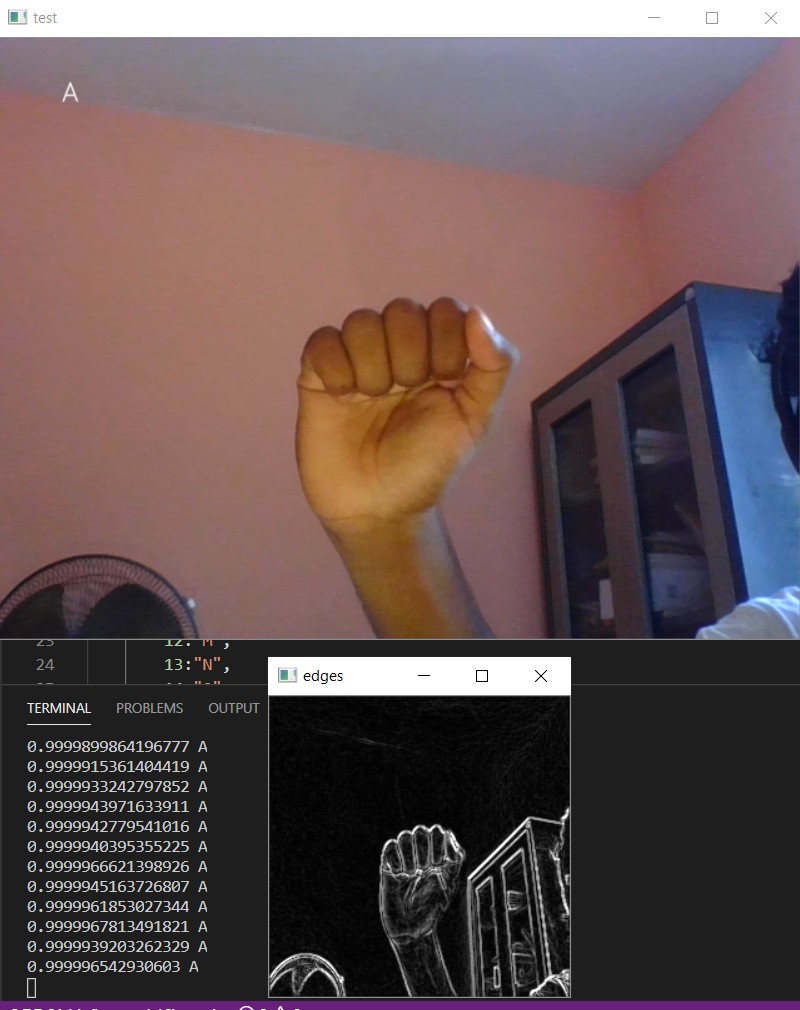 test
A
23 12:"M",
24 13:"N",
edges
TERMINAL PROBLEMS OUTPUT
0.9999899864196777 A
0.9999915361404419 A
0.9999933242797852 A
0.9999943971633911 A
0.9999942779541016 A
0.9999940395355225 A
0.9999966621398926 A
0.9999945163726807 A
0.9999961853027344 A
0.9999967813491821 A
0.9999939203262329 A
0.999996542930603 A